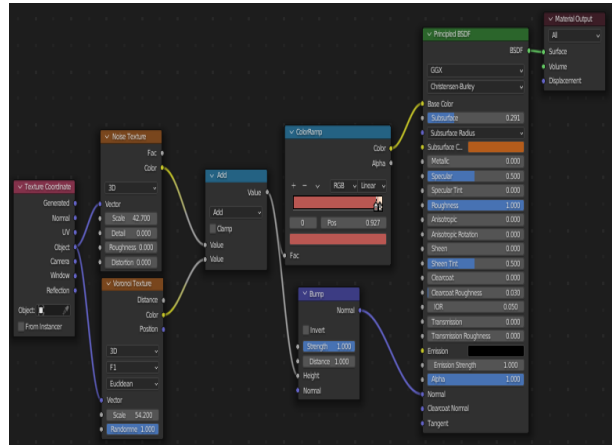 Texture Coordinate
Generated
Normal
UV
Object
Camera
Window
Reflection
Object:
From Instancer
Noise Texture
Fac
Color
3D
Vector
Scale 42.700
Detail 0.000
Roughness 0.000
Distortion 0.000
Voronoi Texture
Distance
Color
Position
3D
F1
Euclidean
Vector
Scale 54.200
Randomne 1.000
Add
Value
Add
Clamp
Value
Value
ColorRamp
Color
Alpha
+ - RGB Linear
0 Pos 0.927
Fac
Bump
Normal
Invert
Strength 1.000
Distance 1.000
Height
Normal
Principled BSDF
BSDF
GGX
Christensen-Burley
Base Color
Subsurface 0.291
Subsurface Radius
Subsurface C..
Metallic 0.000
Specular 0.500
Specular Tint 0.000
Roughness 1.000
Anisotropic 0.000
Anisotropic Rotation 0.000
Sheen 0.000
Sheen Tint 0.500
Clearcoat 0.000
Clearcoat Roughness 0.030
IOR 0.050
Transmission 0.000
Transmission Roughness 0.000
Emission
Emission Strength 1.000
Alpha 1.000
Normal
Clearcoat Normal
Tangent
Material Output
All
Surface
Volume
Displacement